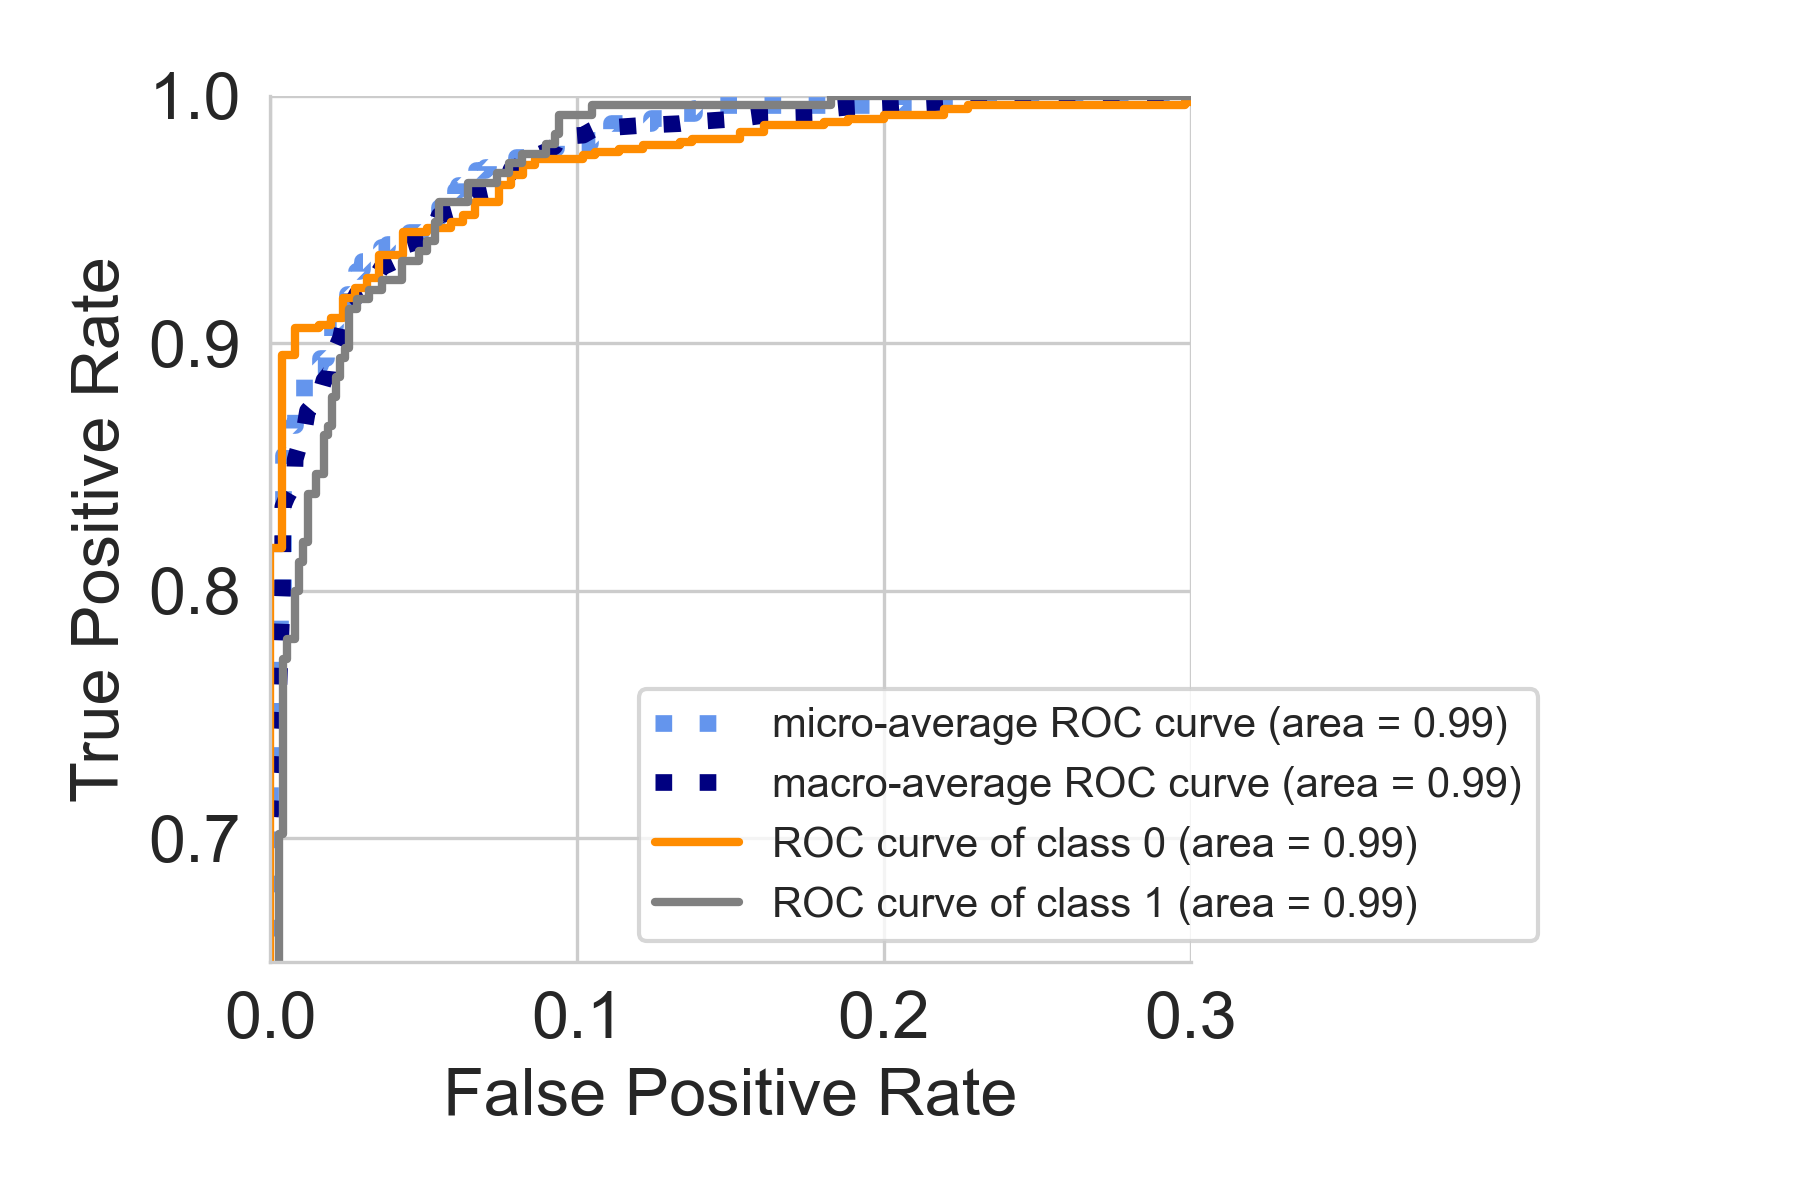 1.0
0.9
0.8
0.7
True Positive Rate
micro-average ROC curve (area = 0.99)
macro-average ROC curve (area = 0.99)
ROC curve of class 0 (area = 0.99)
ROC curve of class 1 (area = 0.99)
0.0 0.1 0.2 0.3
False Positive Rate